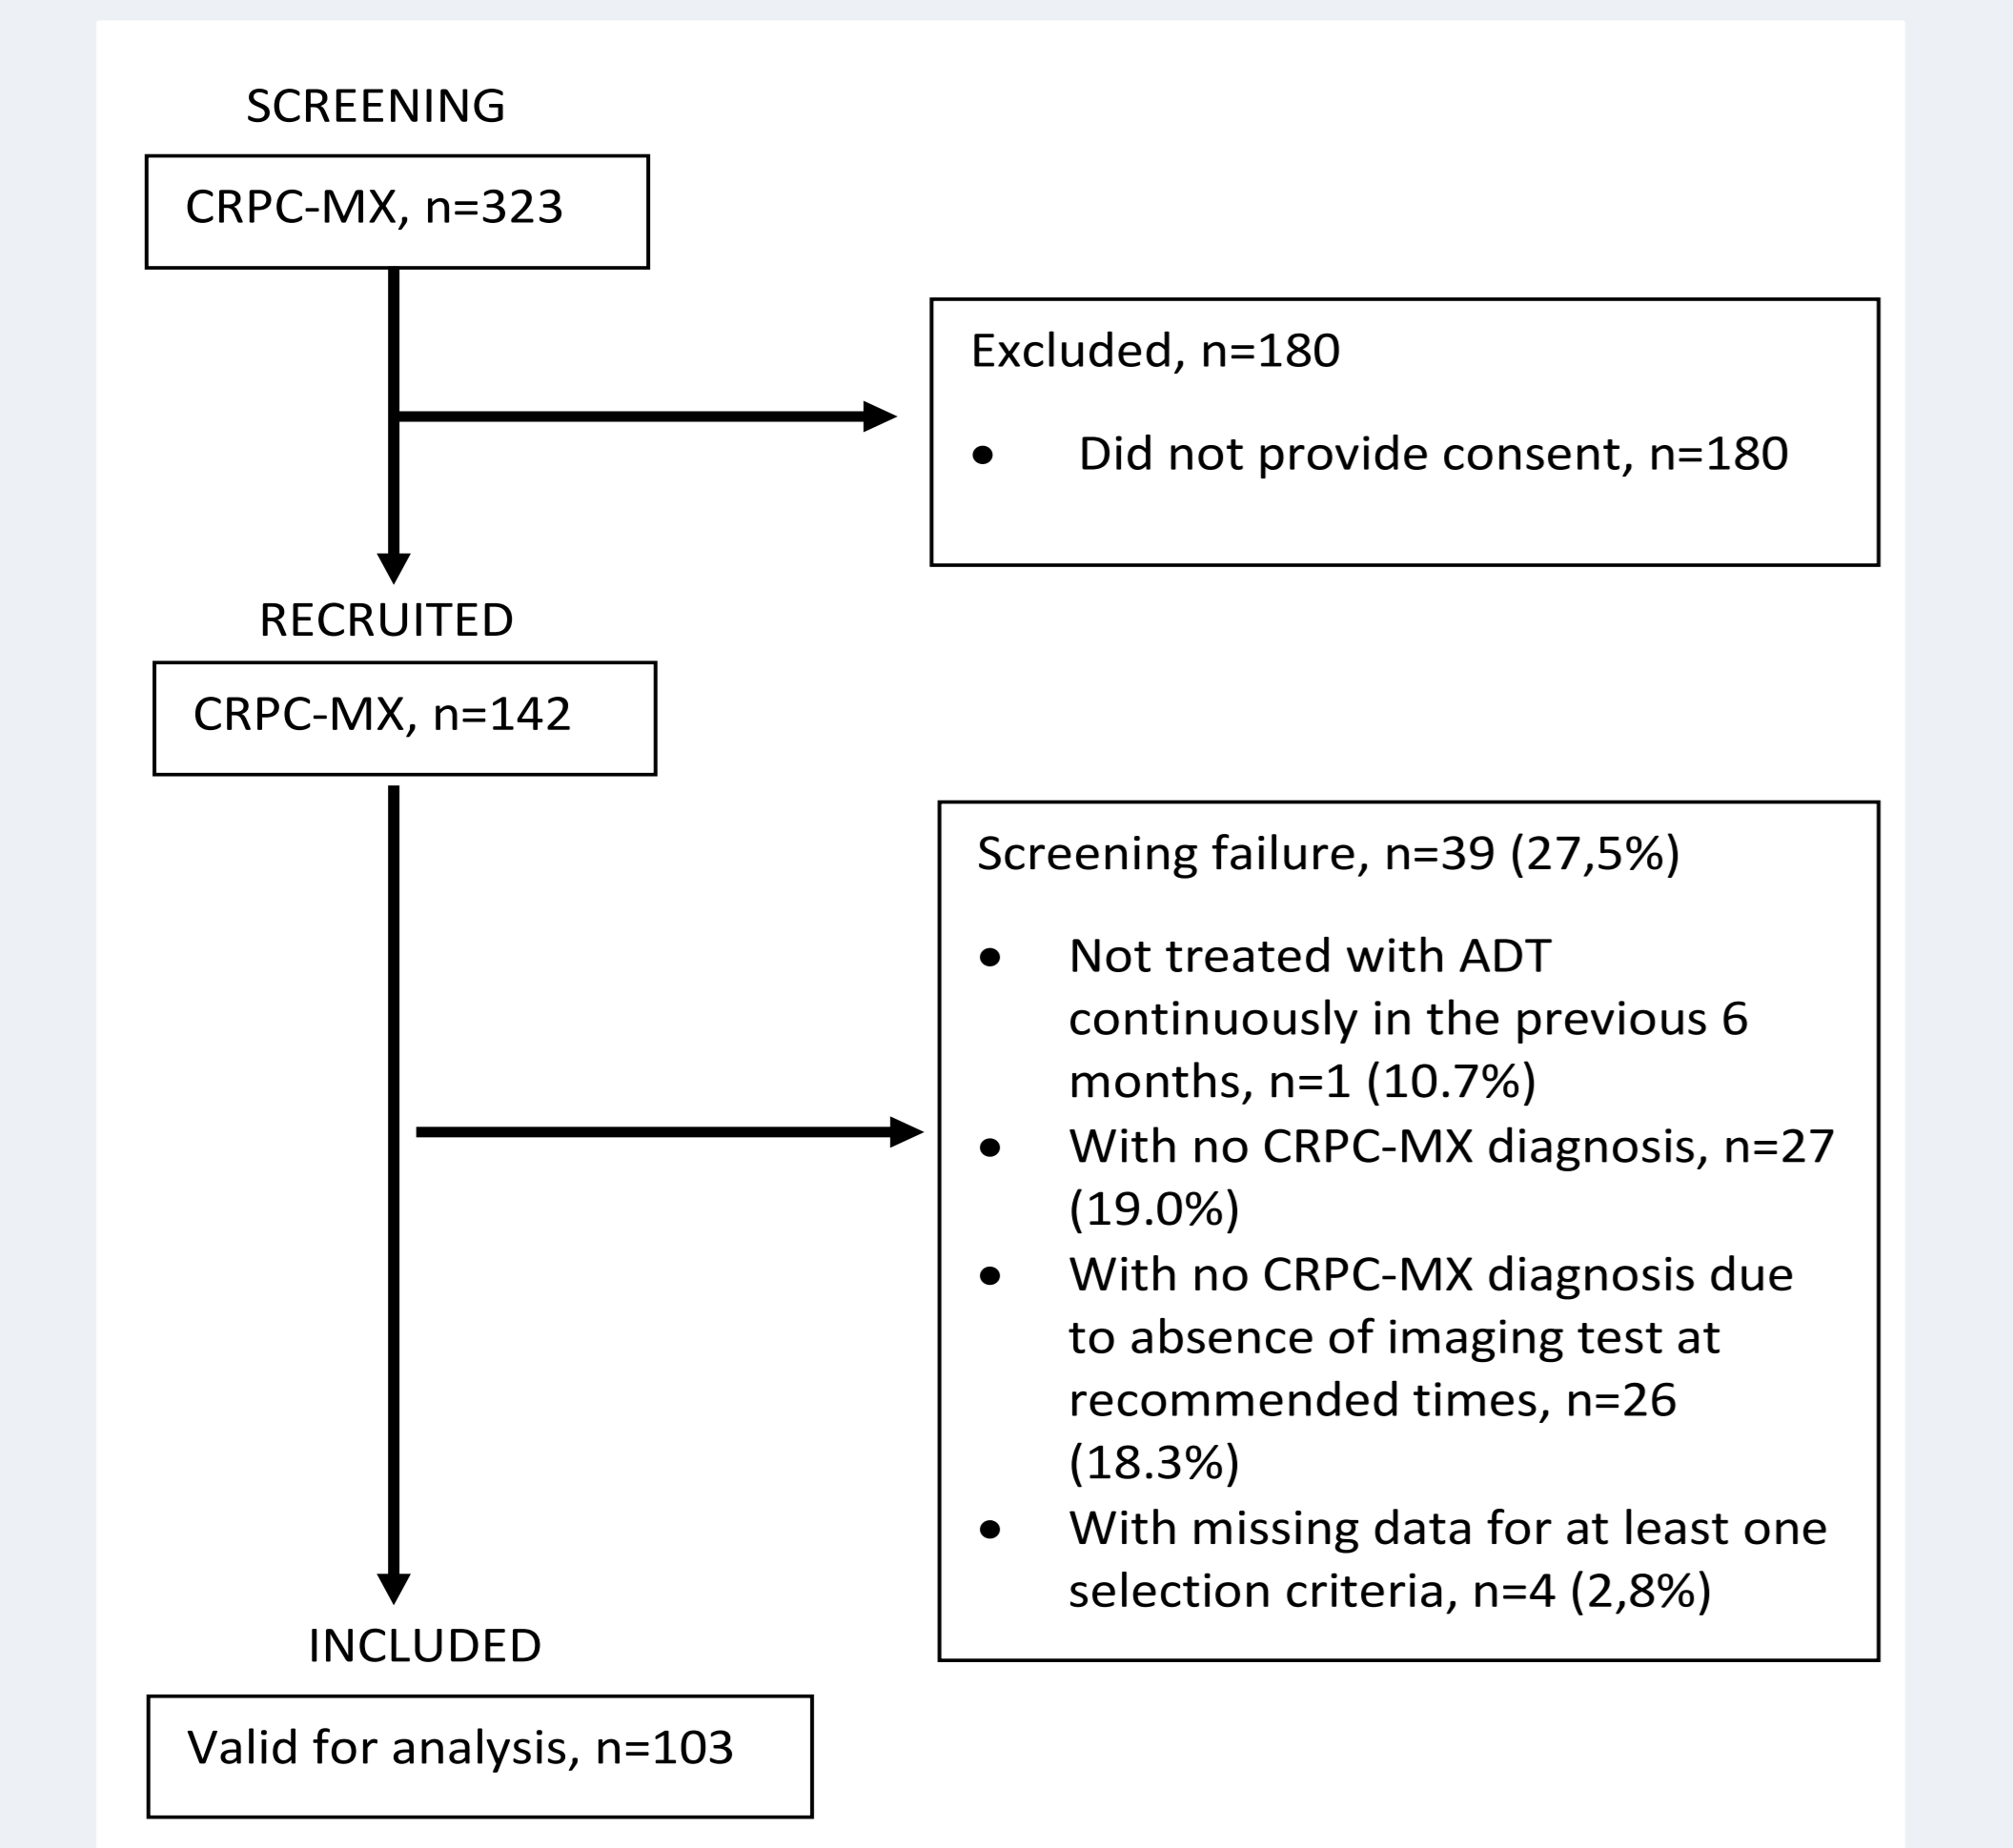 SCREENING
CRPC-MX, n=323
Excluded, n=180
• Did not provide consent, n=180
RECRUITED
CRPC-MX, n=142
Screening failure, n=39 (27,5%)
• Not treated with ADT
continuously in the previous 6
months, n=1 (10.7%)
• With no CRPC-MX diagnosis, n=27
(19.0%)
• With no CRPC-MX diagnosis due
to absence of imaging test at
recommended times, n=26
(18.3%)
• With missing data for at least one
selection criteria, n=4 (2,8%)
INCLUDED
Valid for analysis, n=103